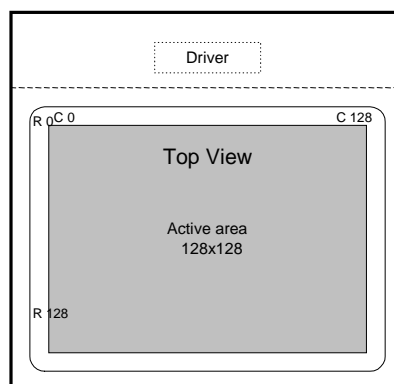 Driver
R 0 C 0 C 128
Top View
Active area
128x128
R 128